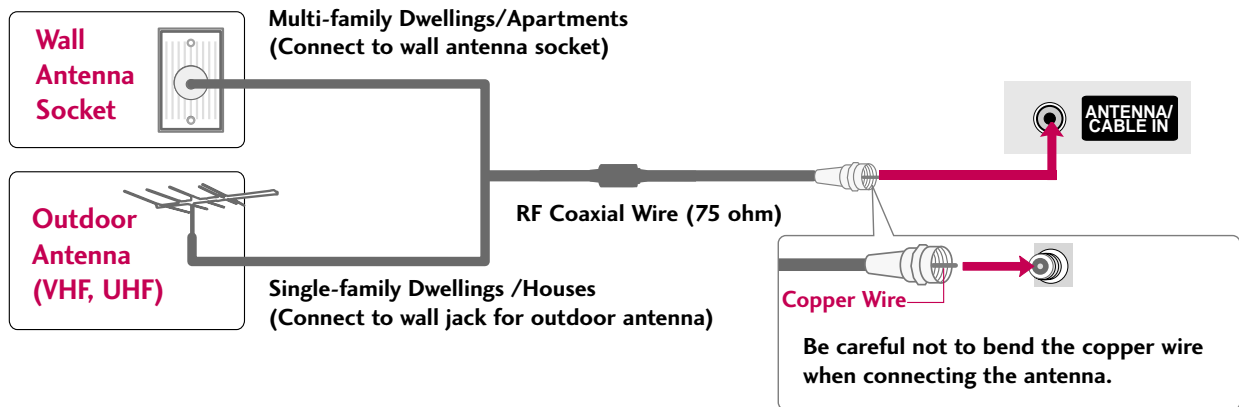 Wall
Antenna
Socket
Multi-family Dwellings/Apartments
(Connect to wall antenna socket)
ANTENNA/
CABLE IN
Outdoor
Antenna
(VHF, UHF)
RF Coaxial Wire (75 ohm)
Single-family Dwellings /Houses
(Connect to wall jack for outdoor antenna)
Copper Wire
Be careful not to bend the copper wire
when connecting the antenna.